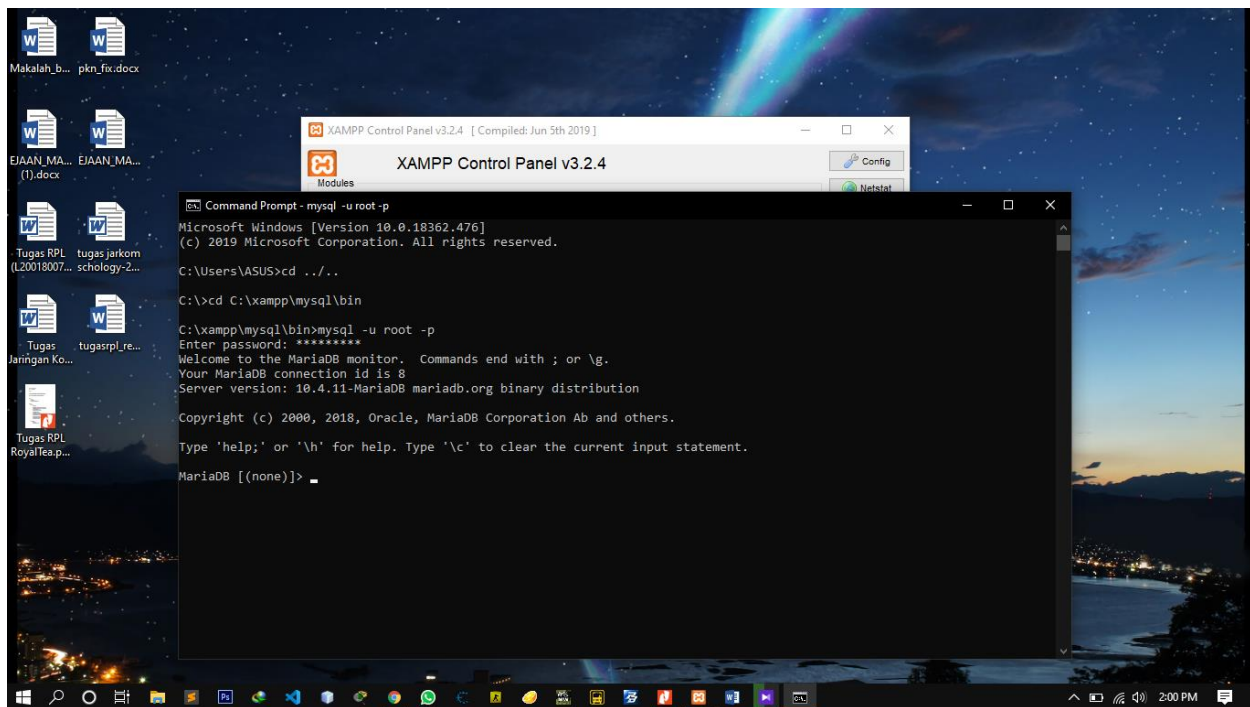 Makalah_b... pkn_fix.docx
EJAAN_MA...
(1).docx
EJAAN_MA...
Tugas RPL
(L20018007...
tugas jarkom
schology-2...
Tugas
Jaringan Ko...
tugasrpl_re...
Tugas RPL
RoyalTea.p...
XAMPP Control Panel v3.2.4 [ Compiled: Jun 5th 2019 ]
XAMPP Control Panel v3.2.4
Config
Modules
Netstat
Command Prompt - mysql -u root -p
Microsoft Windows [Version 10.0.18362.476]
(c) 2019 Microsoft Corporation. All rights reserved.
C:\Users\ASUS>cd ../..
C:\>cd C:\xampp\mysql\bin
C:\xampp\mysql\bin>mysql -u root -p
Enter password: *********
Welcome to the MariaDB monitor.  Commands end with ; or \g.
Your MariaDB connection id is 8
Server version: 10.4.11-MariaDB mariadb.org binary distribution
Copyright (c) 2000, 2018, Oracle, MariaDB Corporation Ab and others.
Type 'help;' or '\h' for help. Type '\c' to clear the current input statement.
MariaDB [(none)]> _
2:00 PM